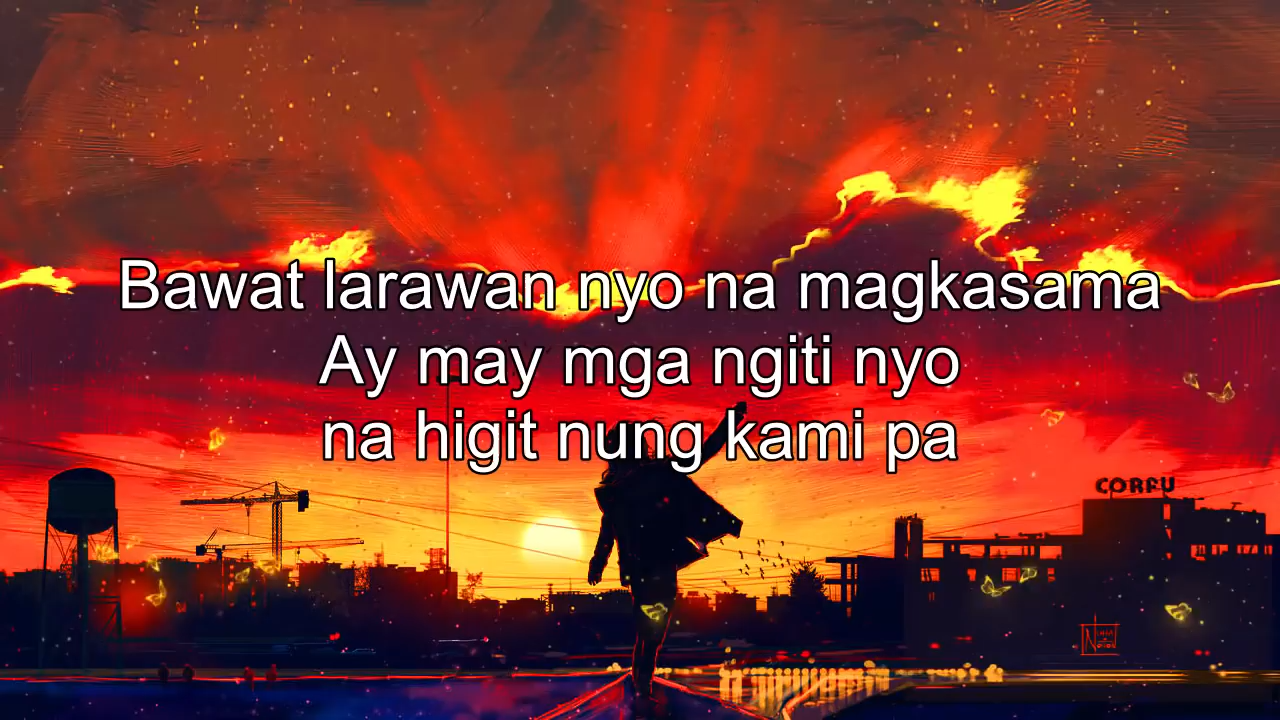 Bawat larawan nyo na magkasama
Ay may mga ngiti nyo
na higit nung kami pa
CORFU